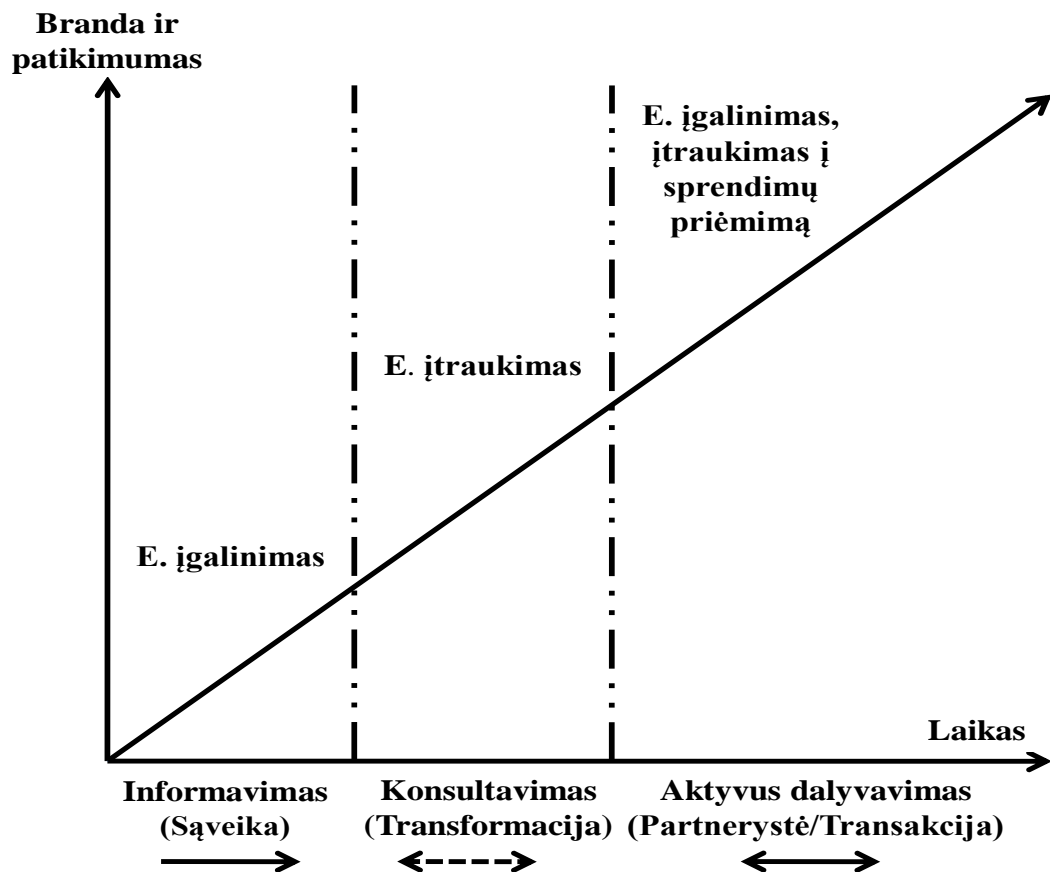 Branda ir
patikimumas
E. įgalinimas,
įtraukimas į
sprendimų
priėmimą
E. įtraukimas
E. įgalinimas
Laikas
Informavimas
(Sąveika)
Konsultavimas
(Transformacija)
Aktyvus dalyvavimas
(Partnerystė/Transakcija)